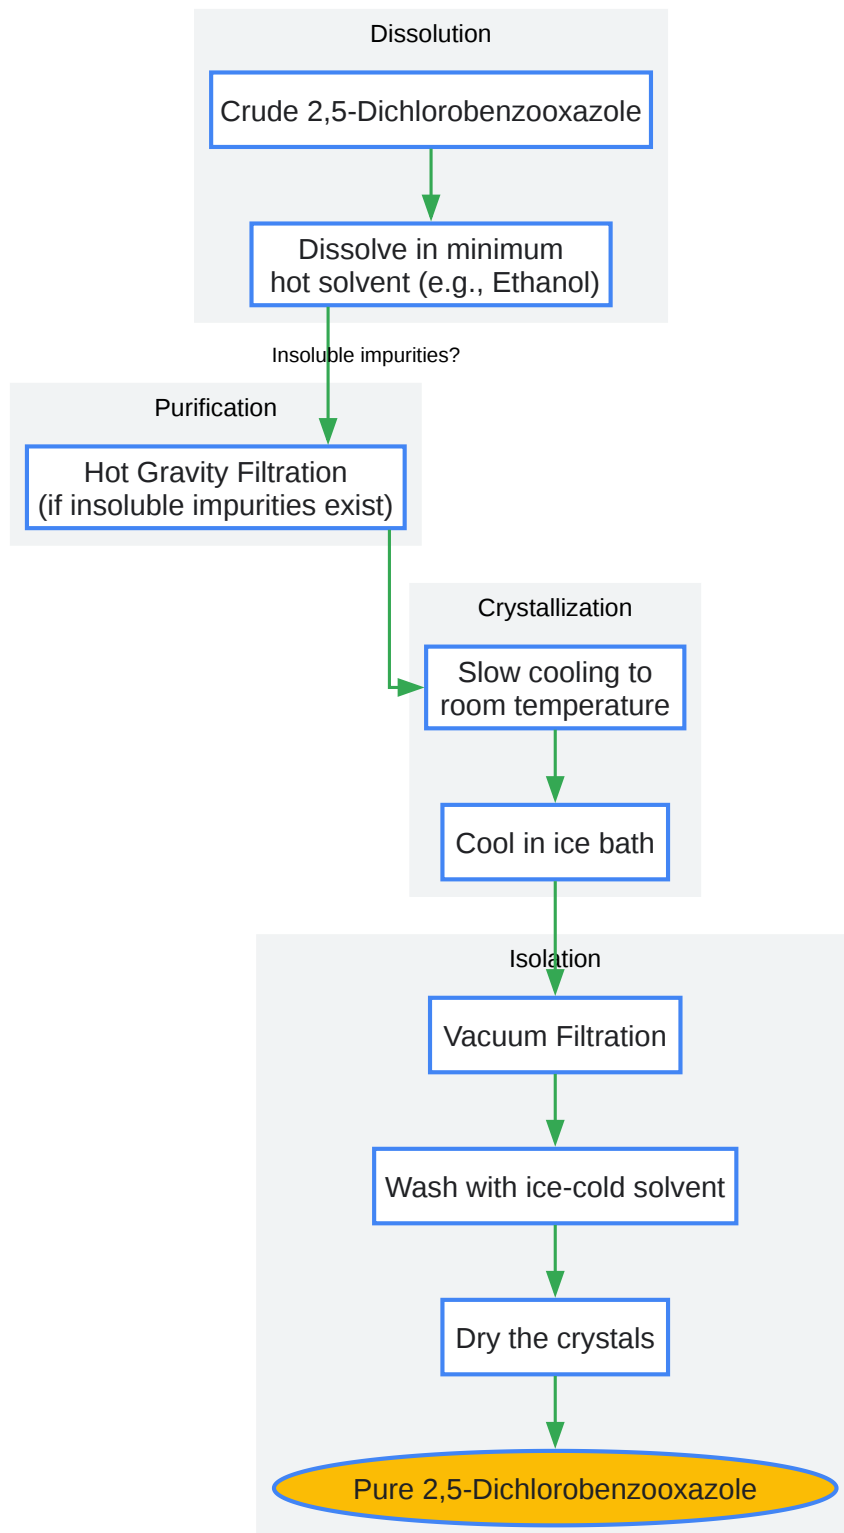 Dissolution
Crude 2,5-Dichlorobenzooxazole
Dissolve in minimum
hot solvent (e.g., Ethanol)
Insoluble impurities?
Purification
Hot Gravity Filtration
(if insoluble impurities exist)
Crystallization
Slow cooling to
room temperature
Cool in ice bath
Isolation
Vacuum Filtration
Wash with ice-cold solvent
Dry the crystals
Pure 2,5-Dichlorobenzooxazole